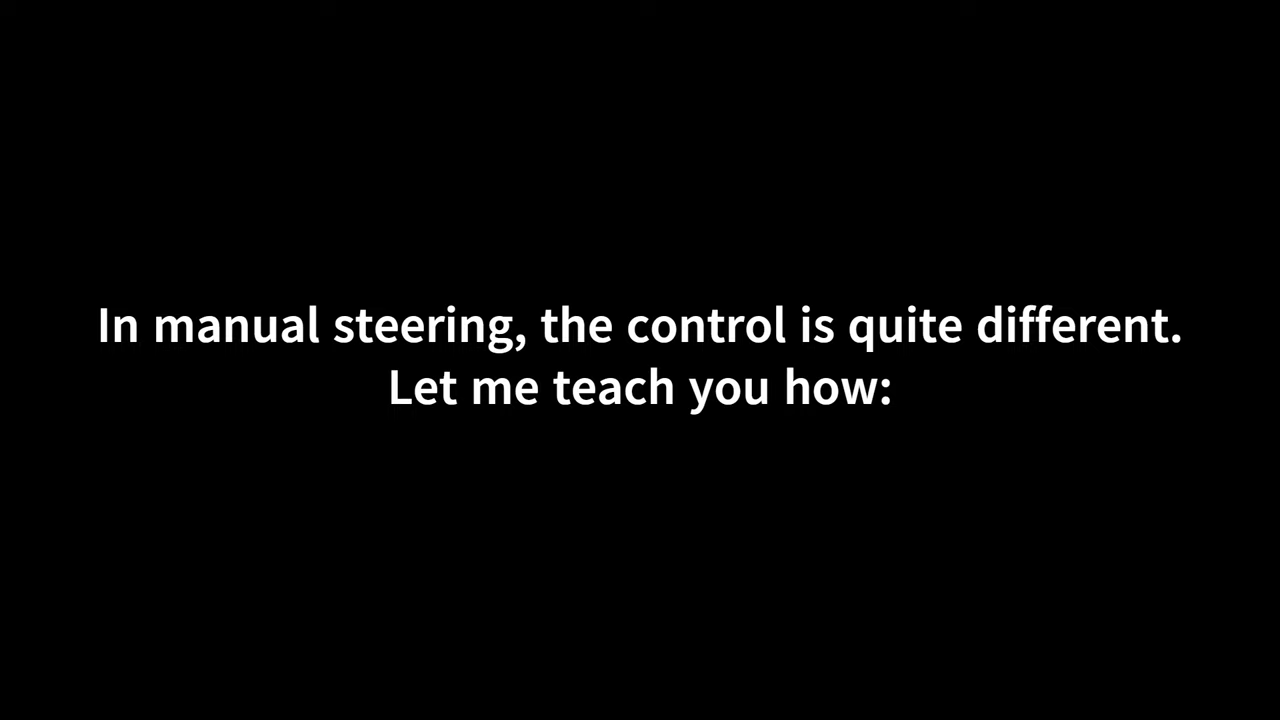 In manual steering, the control is quite different.
Let me teach you how: